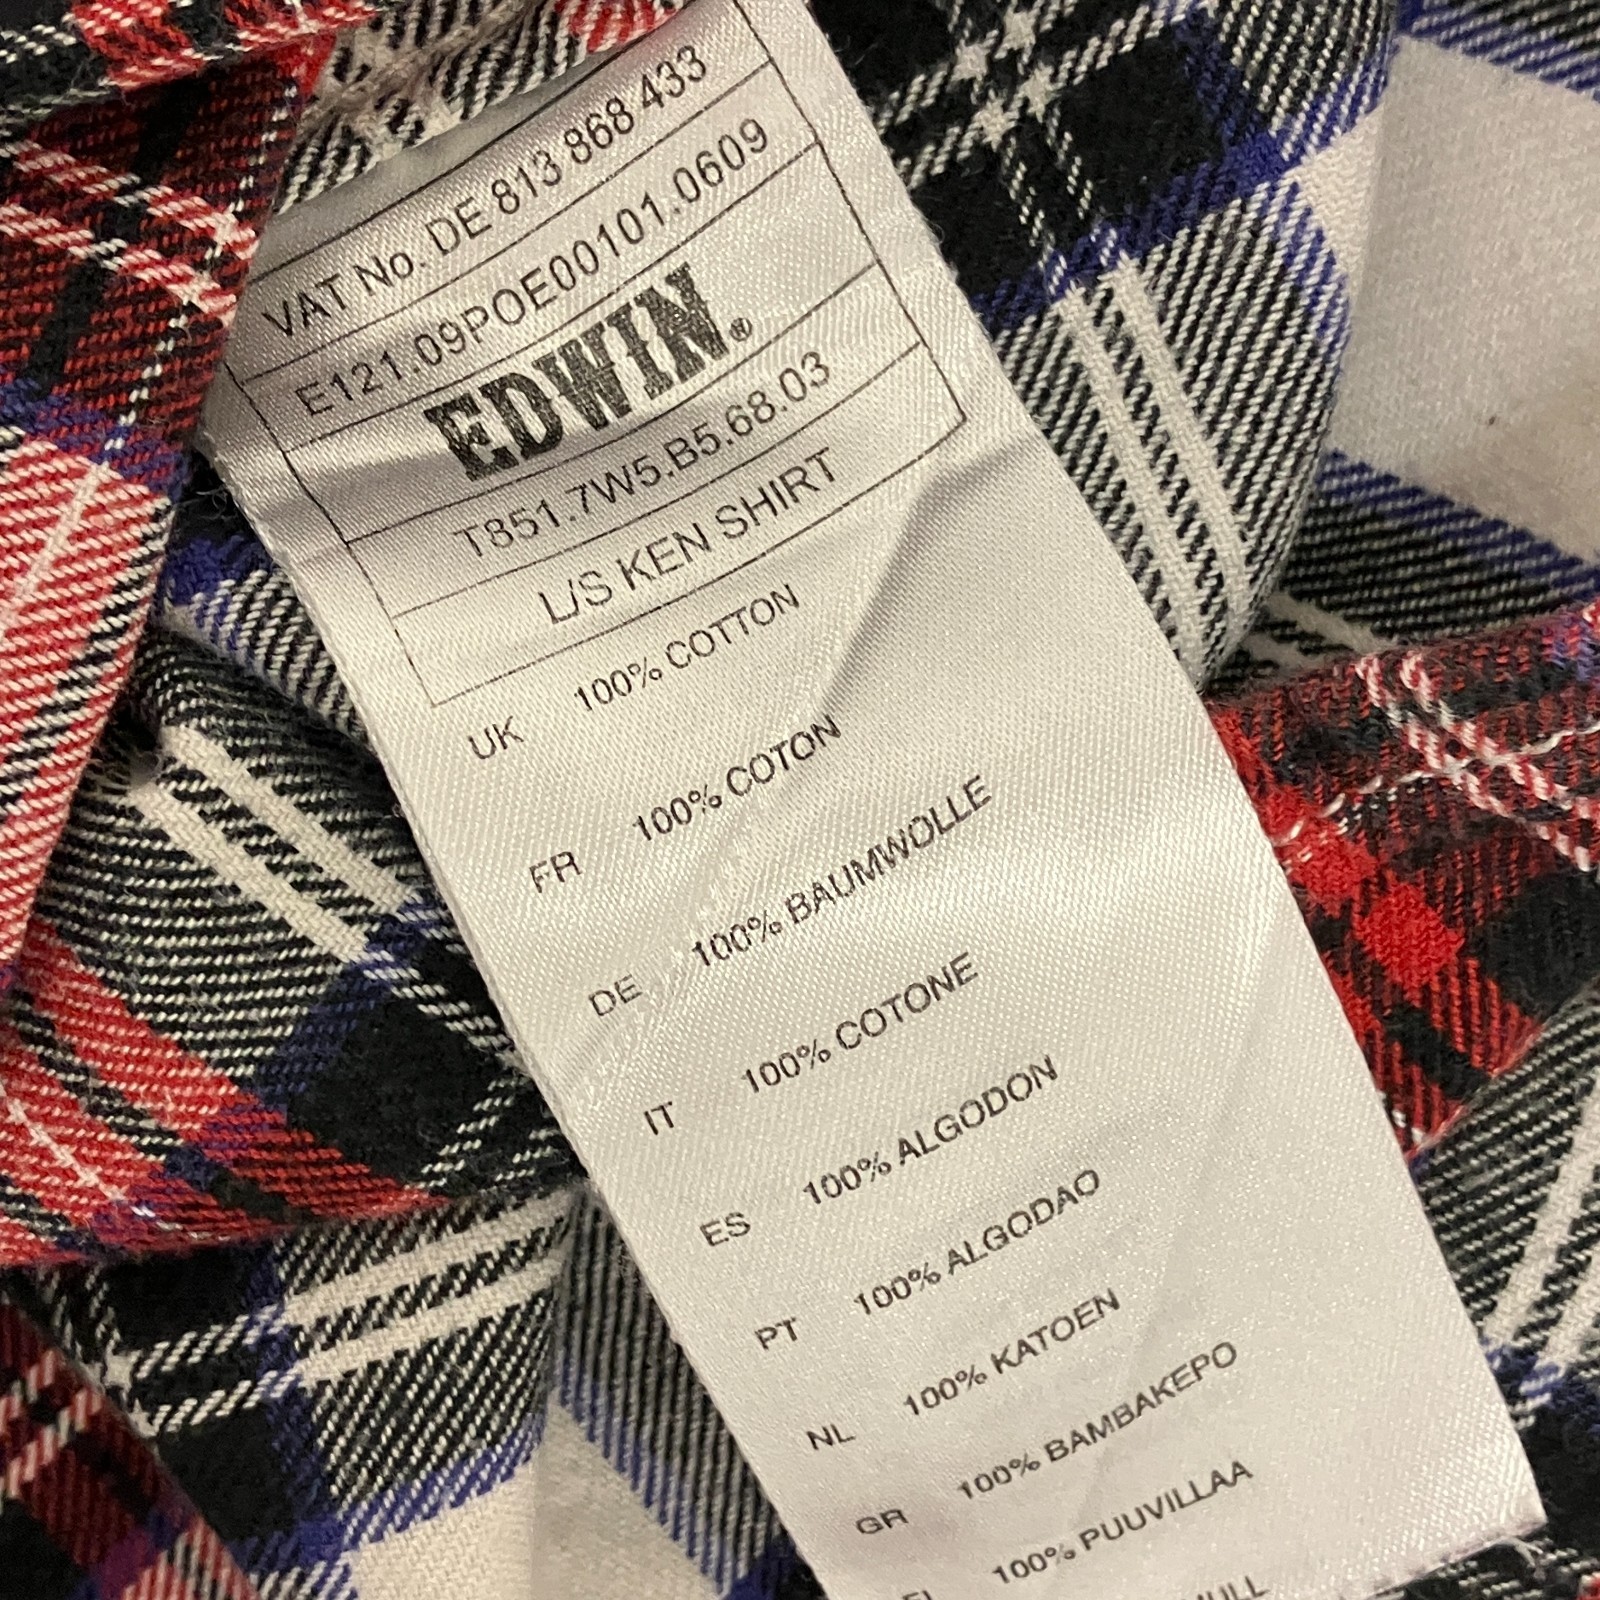 VAT No. DE 813 868 433
E121.09POE00101.0609
EDWIN®
T851.7W5.B5.68.03
L/S KEN SHIRT
UK 100% COTTON
FR 100% COTON
DE 100% BAUMWOLLE
IT 100% COTONE
ES 100% ALGODON
PT 100% ALGODAO
NL 100% KATOEN
GR 100% BAMBAKEPO
FI 100% PUUVILLAA